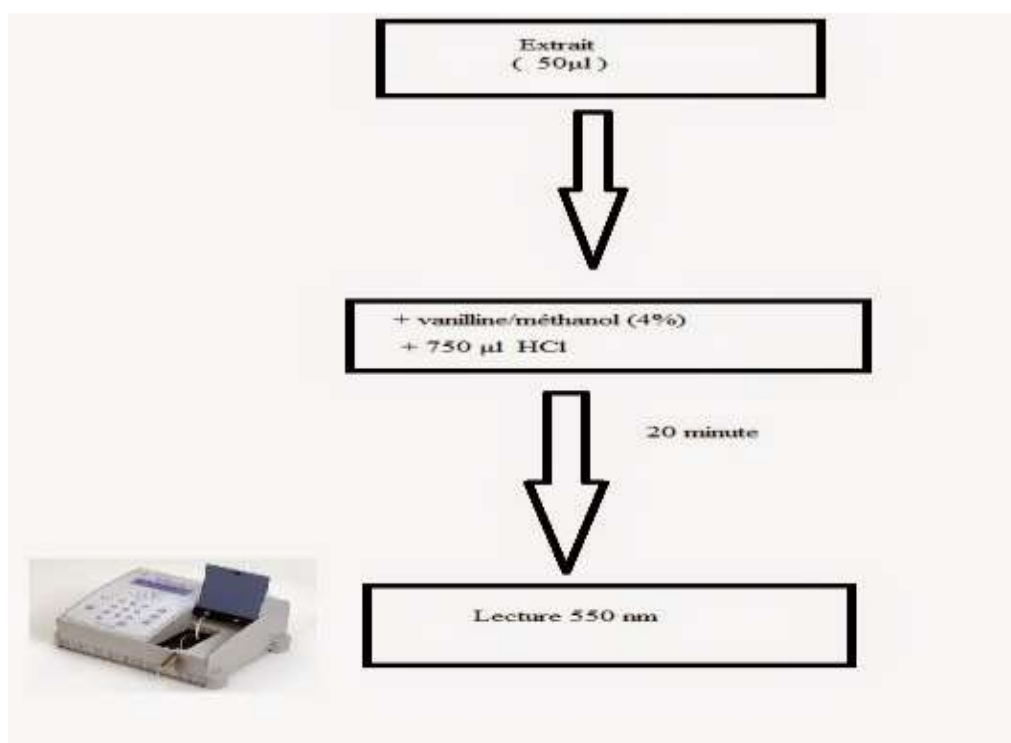 Extrait
( 50µl )
+ vanilline/méthanol (4%)
+ 750 µl HCl
20 minute
Lecture 550 nm